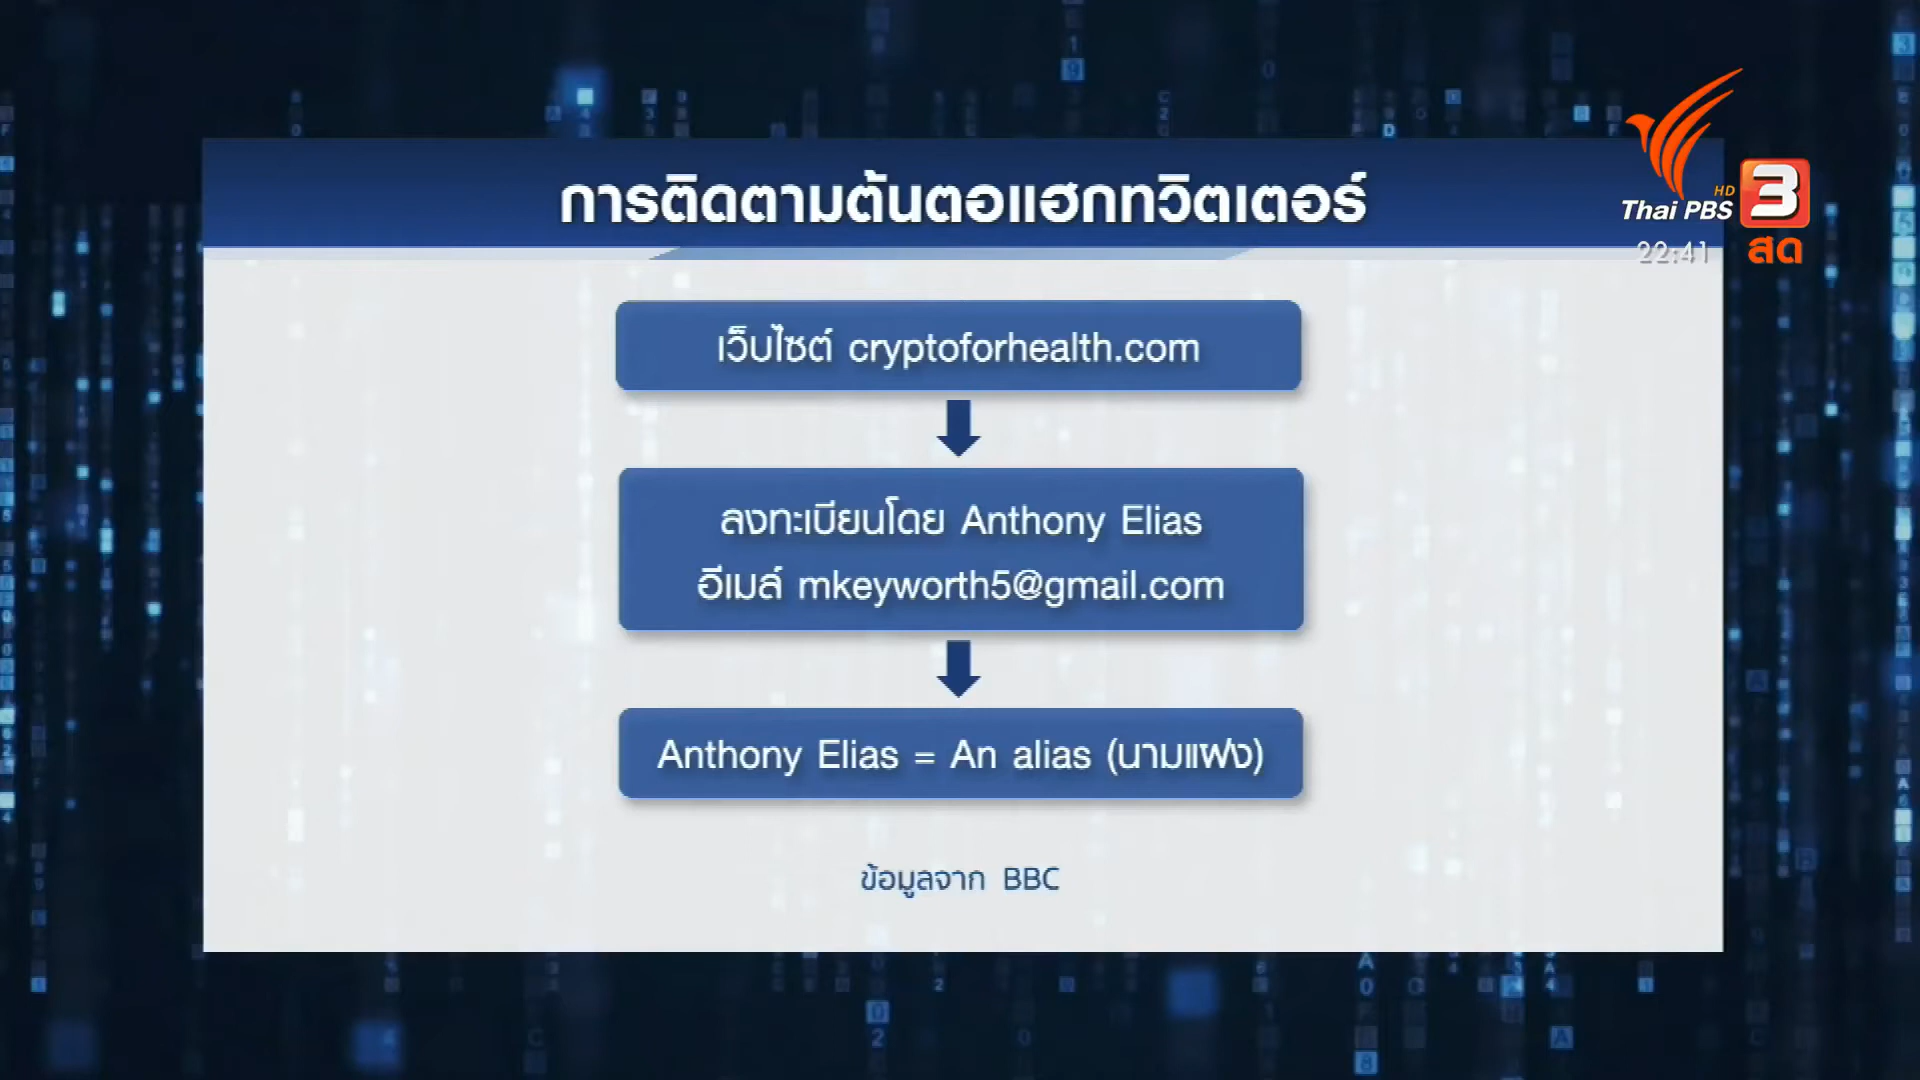 การติดตามต้นตอแฮกทวิตเตอร์
HD
Thai PBS 3
22:41 สด
เว็บไซต์ cryptoforhealth.com
ลงทะเบียนโดย Anthony Elias
อีเมล์ mkeyworth5@gmail.com
Anthony Elias = An alias (นามแฝง)
ข้อมูลจาก BBC